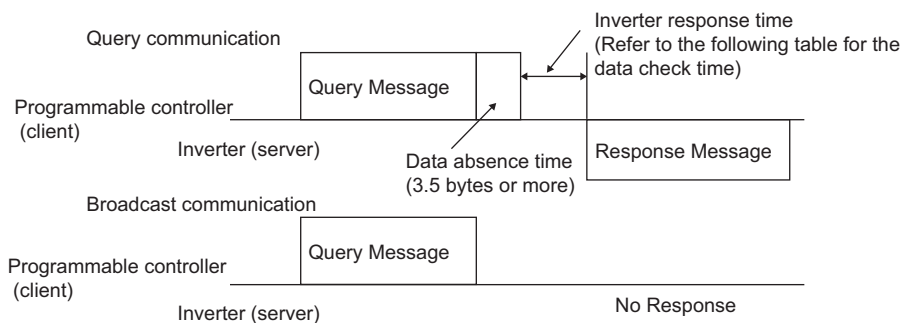 Inverter response time
(Refer to the following table for the
data check time)
Query communication
Query Message
Programmable controller
(client)
Inverter (server)
Data absence time
(3.5 bytes or more)
Response Message
Broadcast communication
Query Message
Programmable controller
(client)
Inverter (server)
No Response